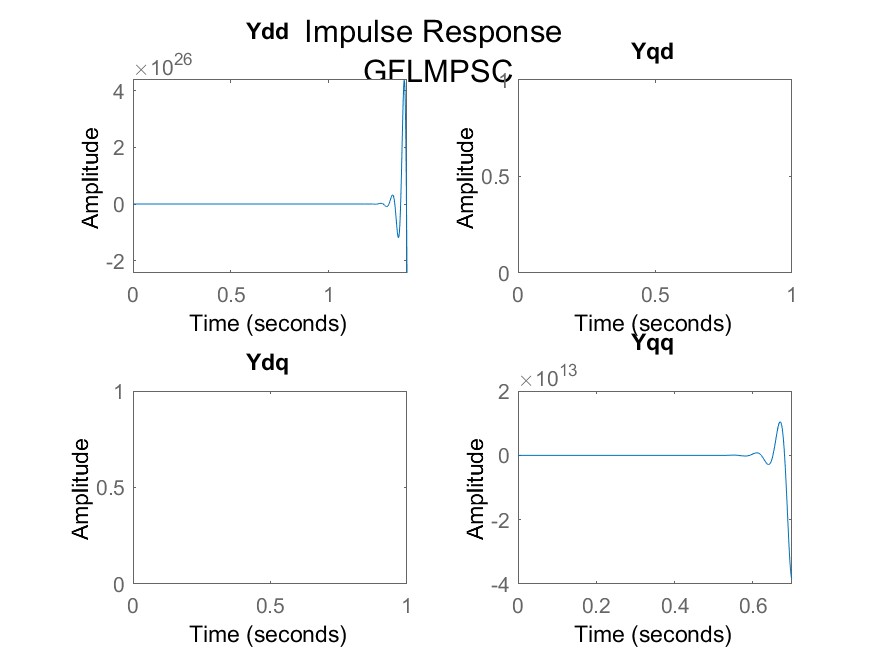 Impulse Response
GFLMPSC
Ydd
×10^26
4
2
0
-2
Amplitude
0 0.5 1
Time (seconds)
Yqd
1
0.5
0
Amplitude
0 0.5 1
Time (seconds)
Ydq
1
0.5
0
Amplitude
0 0.5 1
Time (seconds)
Yqq
×10^13
2
0
-2
-4
Amplitude
0 0.2 0.4 0.6
Time (seconds)